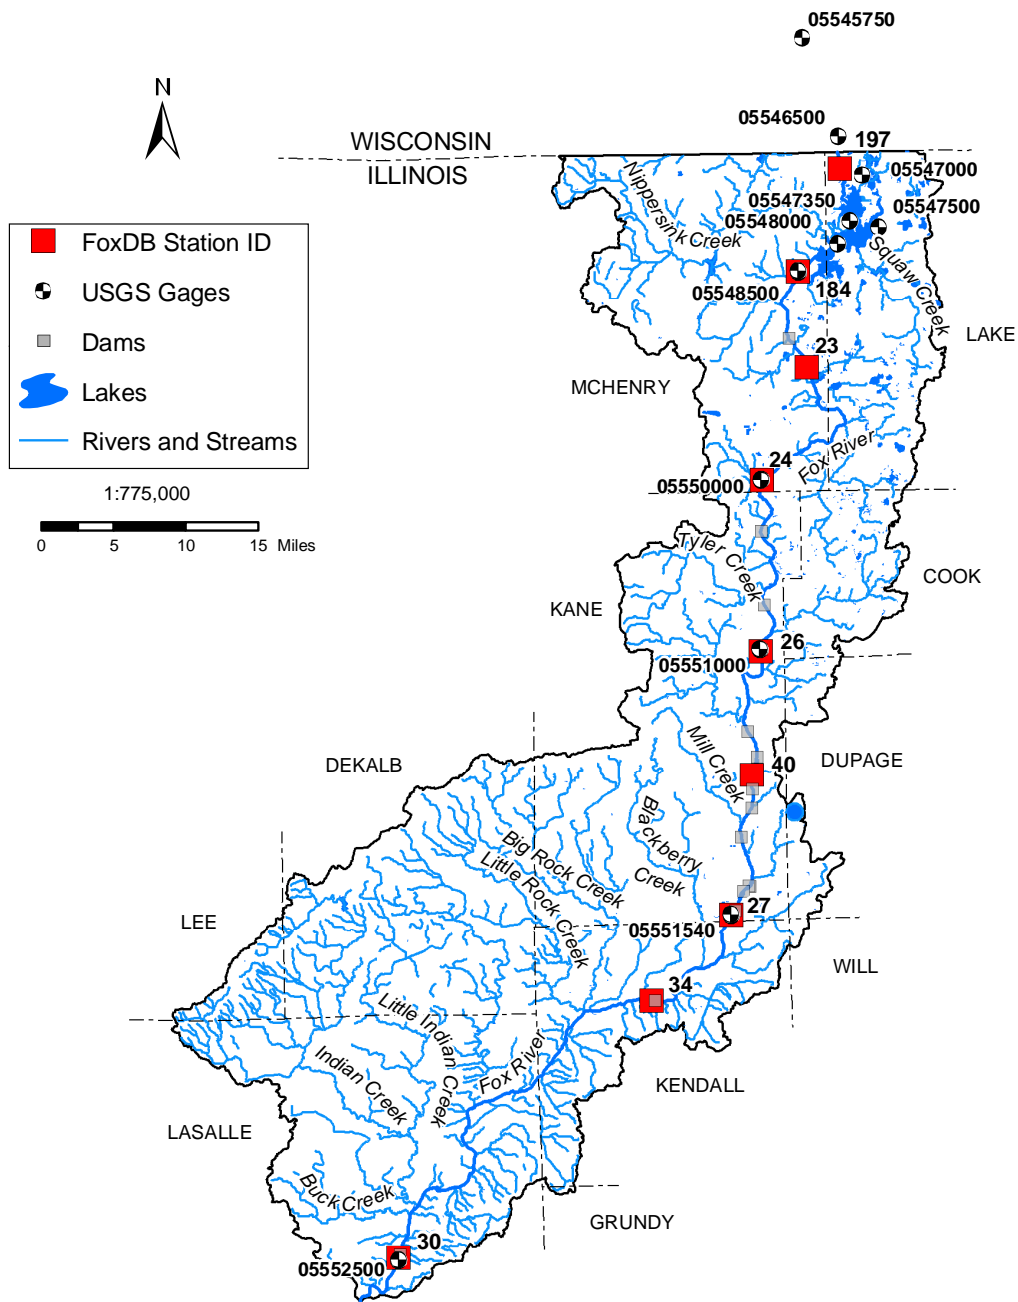 05545750
N
05546500
197
WISCONSIN
ILLINOIS
05547000
05547350
05547500
05548000
Nippersink Creek
Squaw Creek
FoxDB Station ID
USGS Gages
Dams
Lakes
Rivers and Streams
05548500
184
LAKE
23
MCHENRY
Fox River
24
05550000
1:775,000
0 5 10 15 Miles
Tyler Creek
COOK
KANE
26
05551000
Mill Creek
DUPAGE
DEKALB
40
Blackberry
Creek
Big Rock Creek
Little Rock Creek
27
05551540
LEE
WILL
34
Little Indian Creek
Indian Creek
Fox River
KENDALL
LASALLE
Buck Creek
GRUNDY
30
05552500